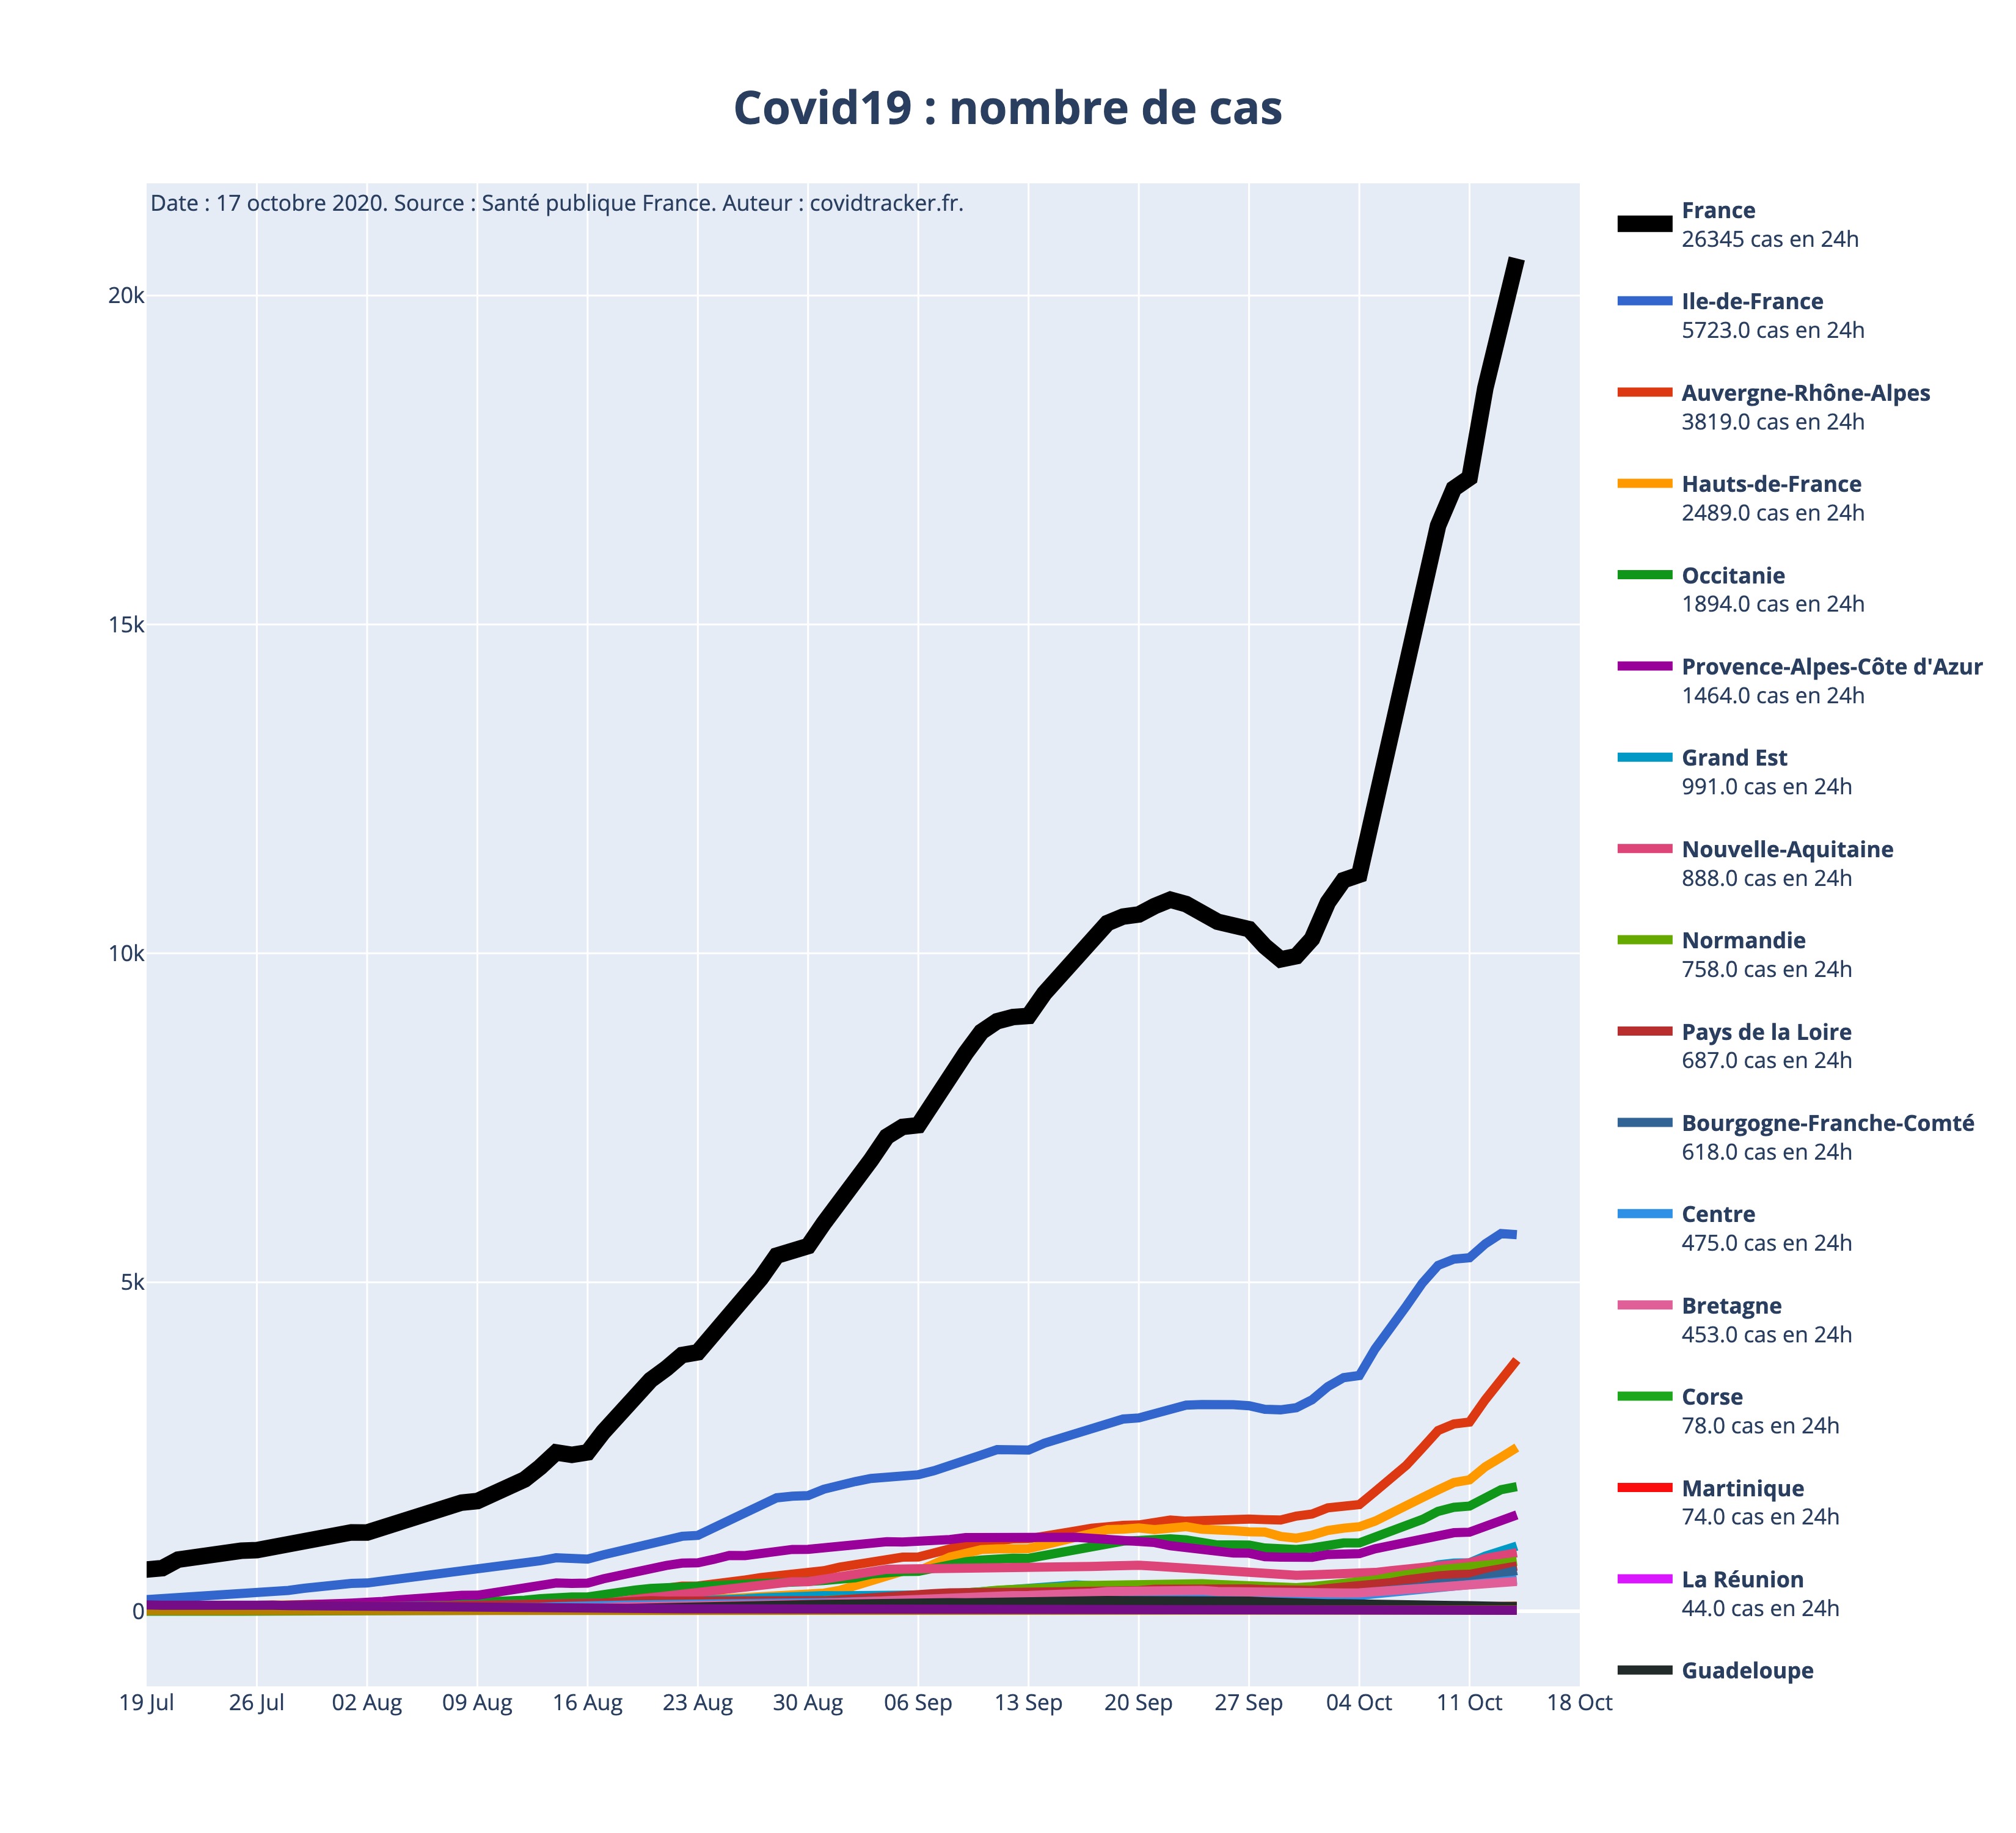 Covid19 : nombre de cas
Date : 17 octobre 2020. Source : Santé publique France. Auteur : covidtracker.fr.
20k
15k
10k
5k
0
19 Jul
26 Jul
02 Aug
09 Aug
16 Aug
23 Aug
30 Aug
06 Sep
13 Sep
20 Sep
27 Sep
04 Oct
11 Oct
18 Oct
France
26345 cas en 24h
Ile-de-France
5723.0 cas en 24h
Auvergne-Rhône-Alpes
3819.0 cas en 24h
Hauts-de-France
2489.0 cas en 24h
Occitanie
1894.0 cas en 24h
Provence-Alpes-Côte d'Azur
1464.0 cas en 24h
Grand Est
991.0 cas en 24h
Nouvelle-Aquitaine
888.0 cas en 24h
Normandie
758.0 cas en 24h
Pays de la Loire
687.0 cas en 24h
Bourgogne-Franche-Comté
618.0 cas en 24h
Centre
475.0 cas en 24h
Bretagne
453.0 cas en 24h
Corse
78.0 cas en 24h
Martinique
74.0 cas en 24h
La Réunion
44.0 cas en 24h
Guadeloupe